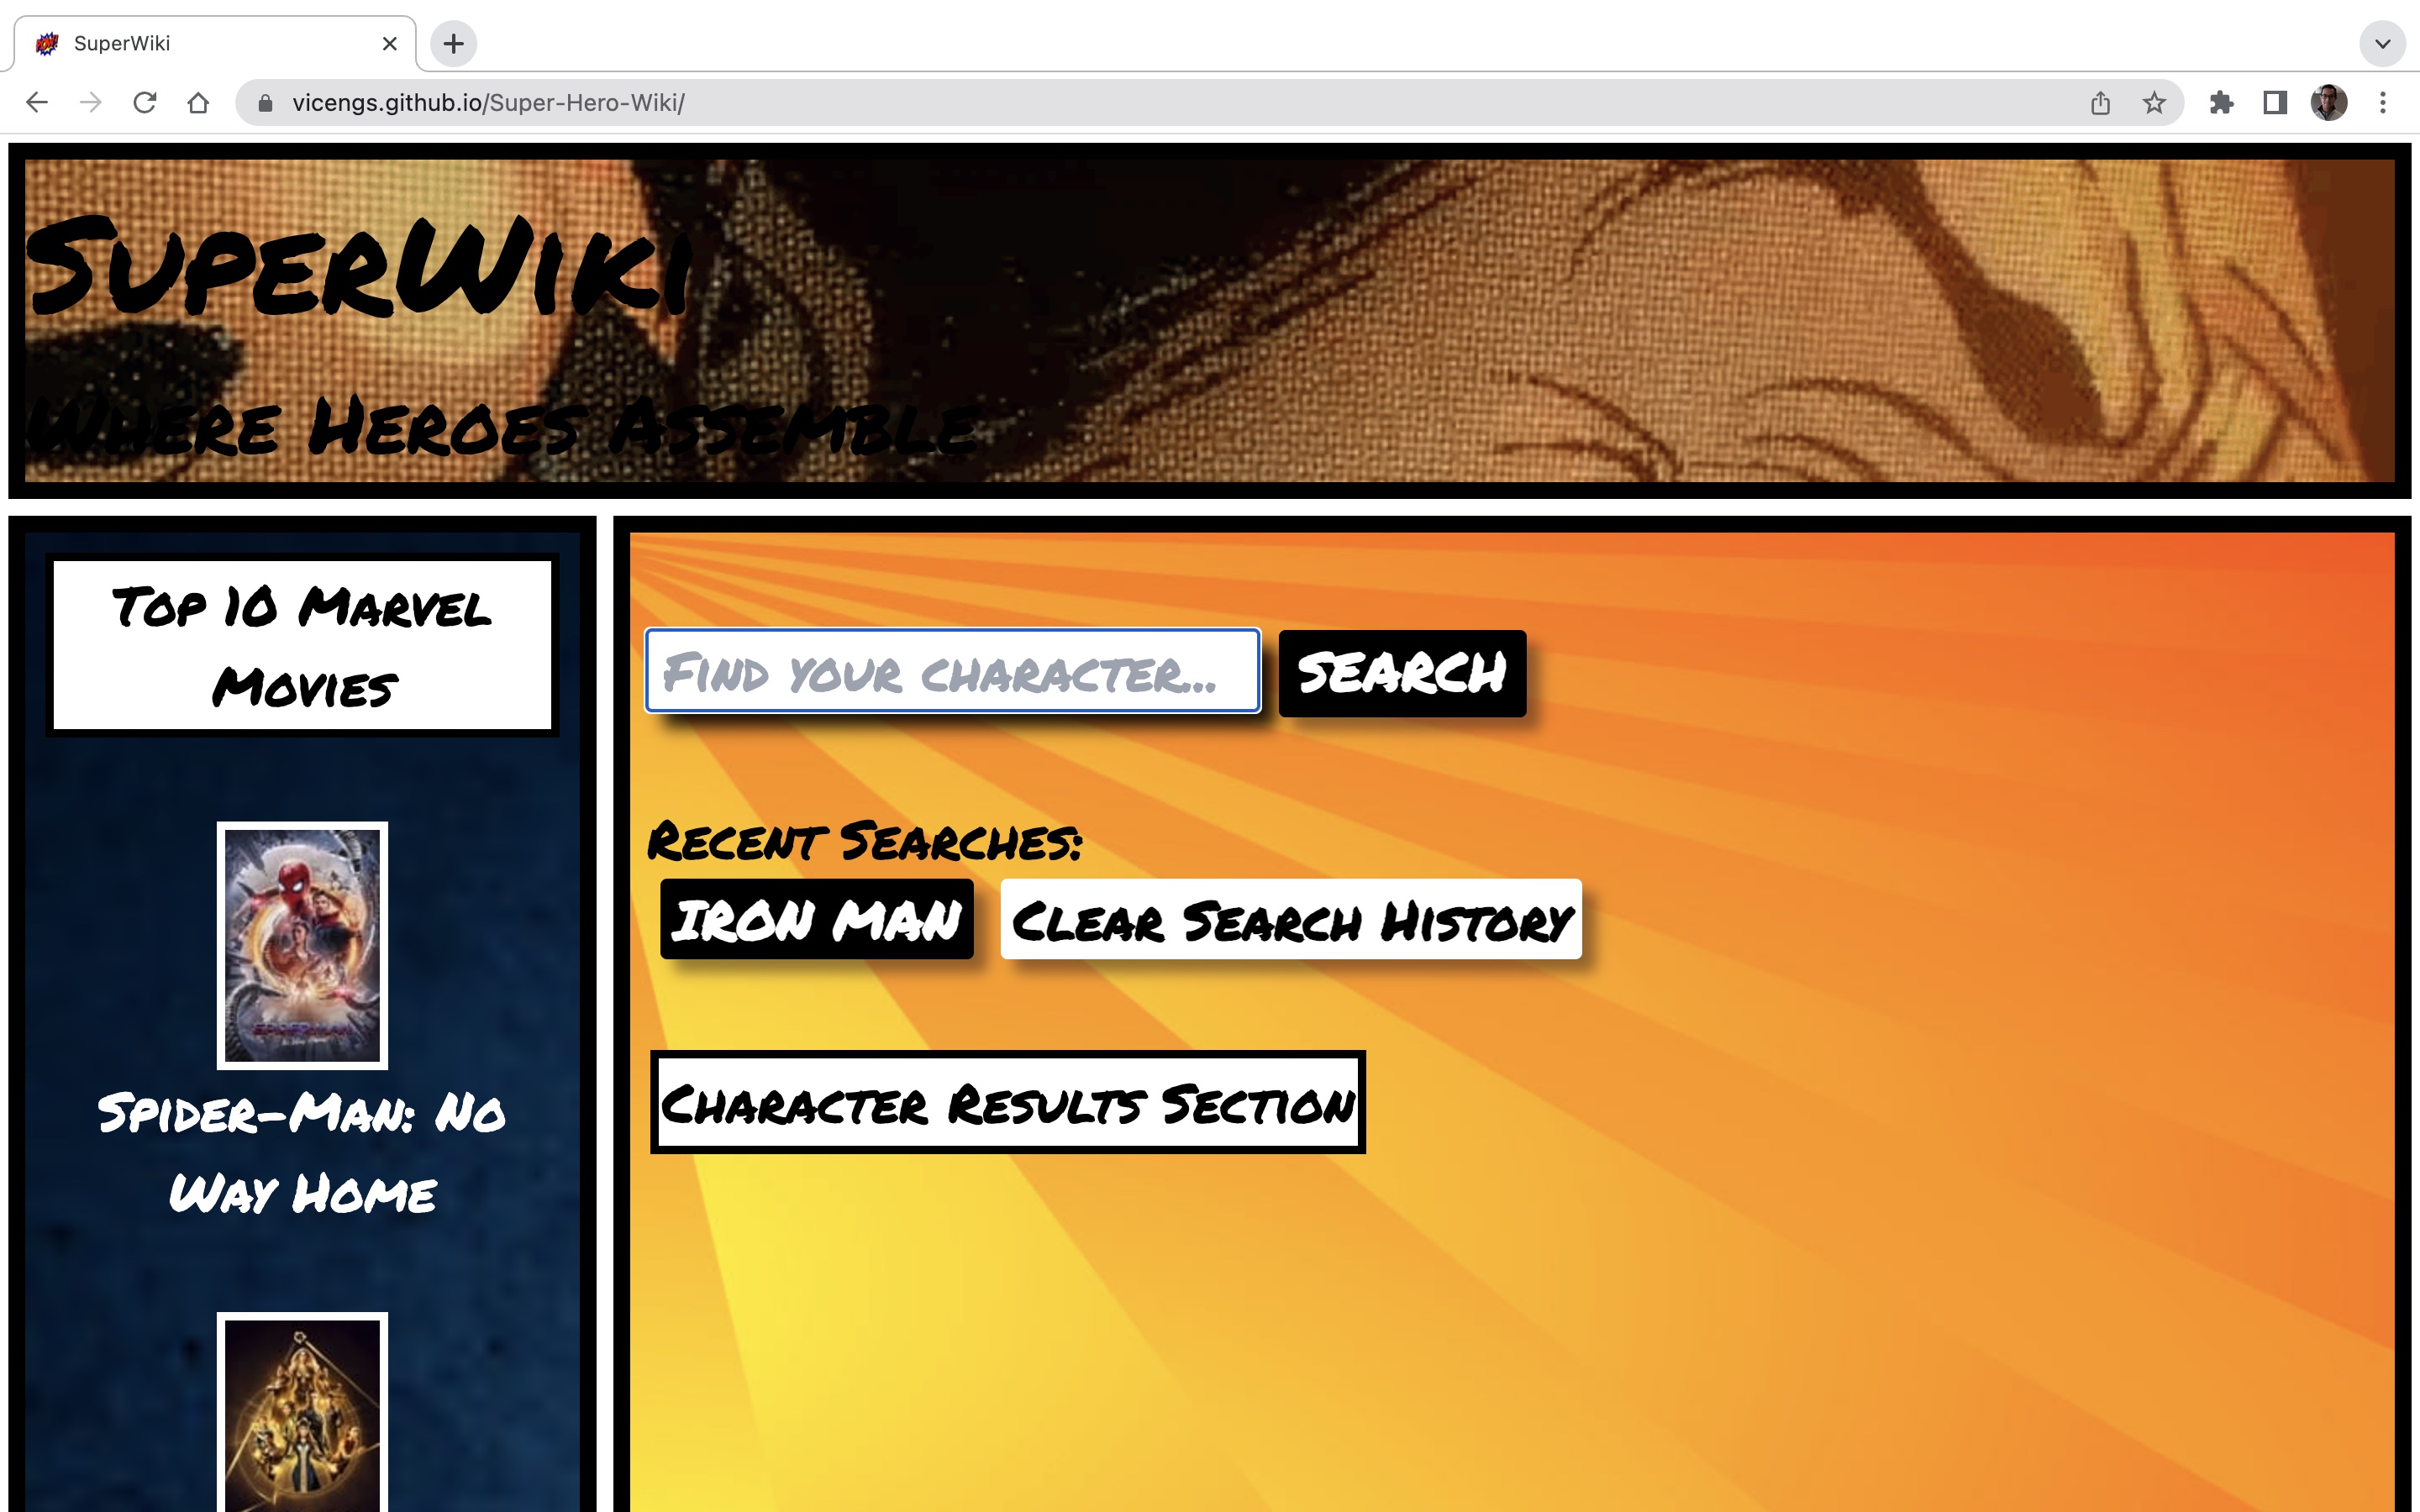 SuperWiki
vicengs.github.io/Super-Hero-Wiki/
SuperWiki
Where Heroes Assemble
Top 10 Marvel
Movies
Find your character...
SEARCH
Recent Searches:
IRON MAN
Clear Search History
Character Results Section
Spider-Man: No
Way Home